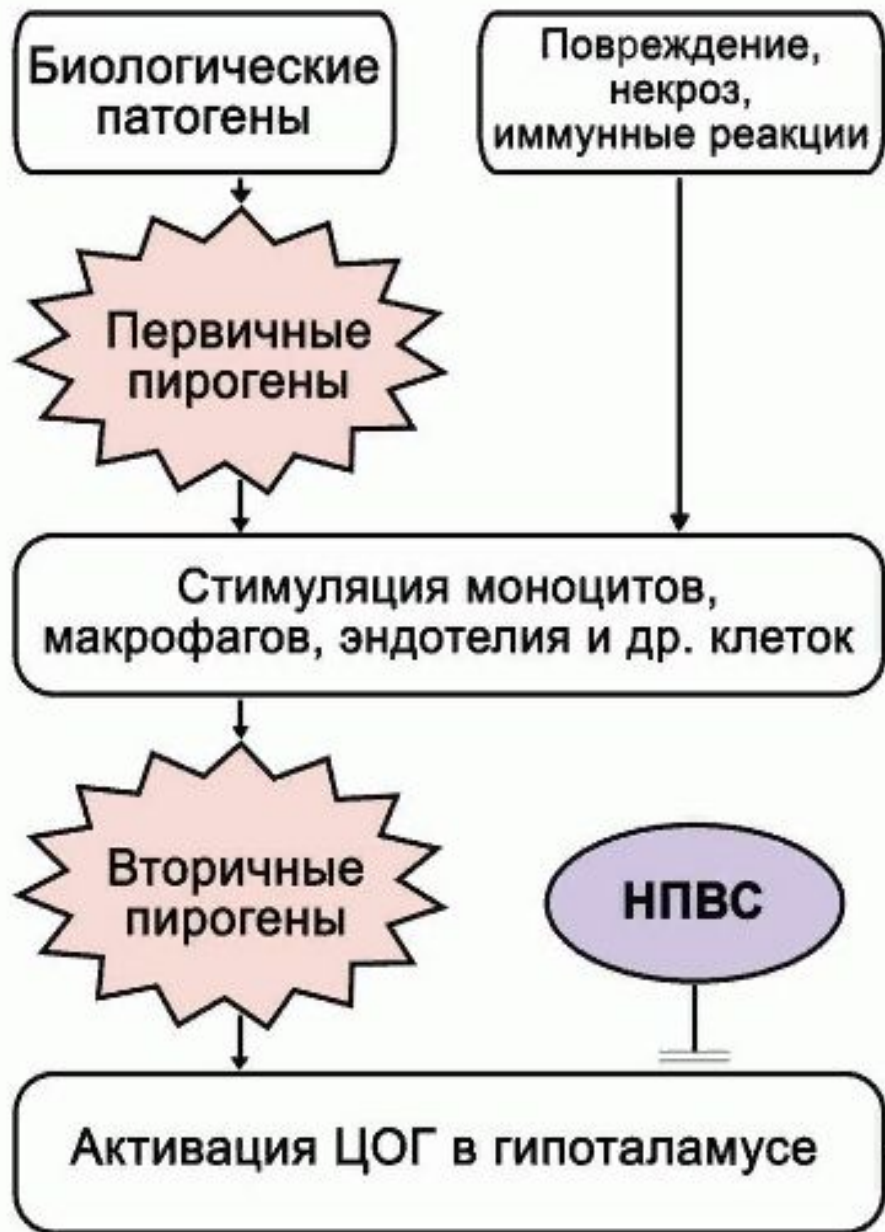 Биологические
патогены
Повреждение,
некроз,
иммунные реакции
Первичные
пирогены
Стимуляция моноцитов,
макрофагов, эндотелия и др. клеток
Вторичные
пирогены
НПВС
Активация ЦОГ в гипоталамусе